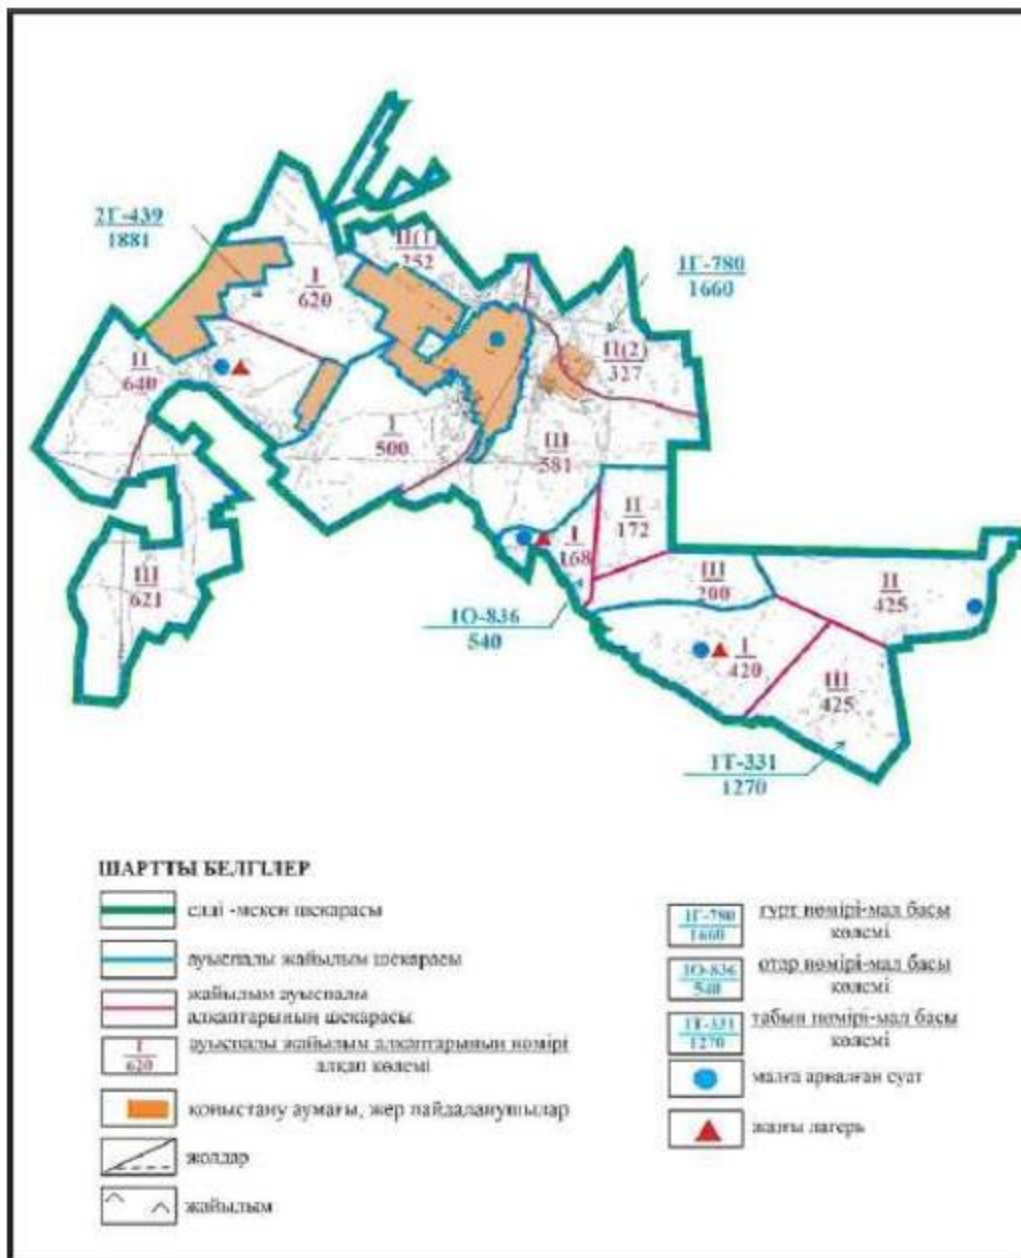 2Г-439
1881
II(1)
252
1Г-780
1660
I
620
II(2)
327
II
640
I
500
III
581
II
172
I
168
III
200
II
425
III
621
1О-836
540
I
420
III
425
1Т-331
1270
ШАРТТЫ БЕЛГІЛЕР
елді -мекен шекарасы
ауыспалы жайылым шекарасы
жайылым ауыспалы
алқаптарының шекарасы
I
620
ауыспалы жайылым алқаптарының номірі
алқап көлемі
қоныстану аумағы, жер пайдаланушылар
жолдар
жайылым
1Г-780
1660
гурт нөмірі-мал басы
көлемі
1О-836
540
отар нөмірі-мал басы
көлемі
1Т-331
1270
табын нөмірі-мал басы
көлемі
малға арналған суат
жазғы лагерь